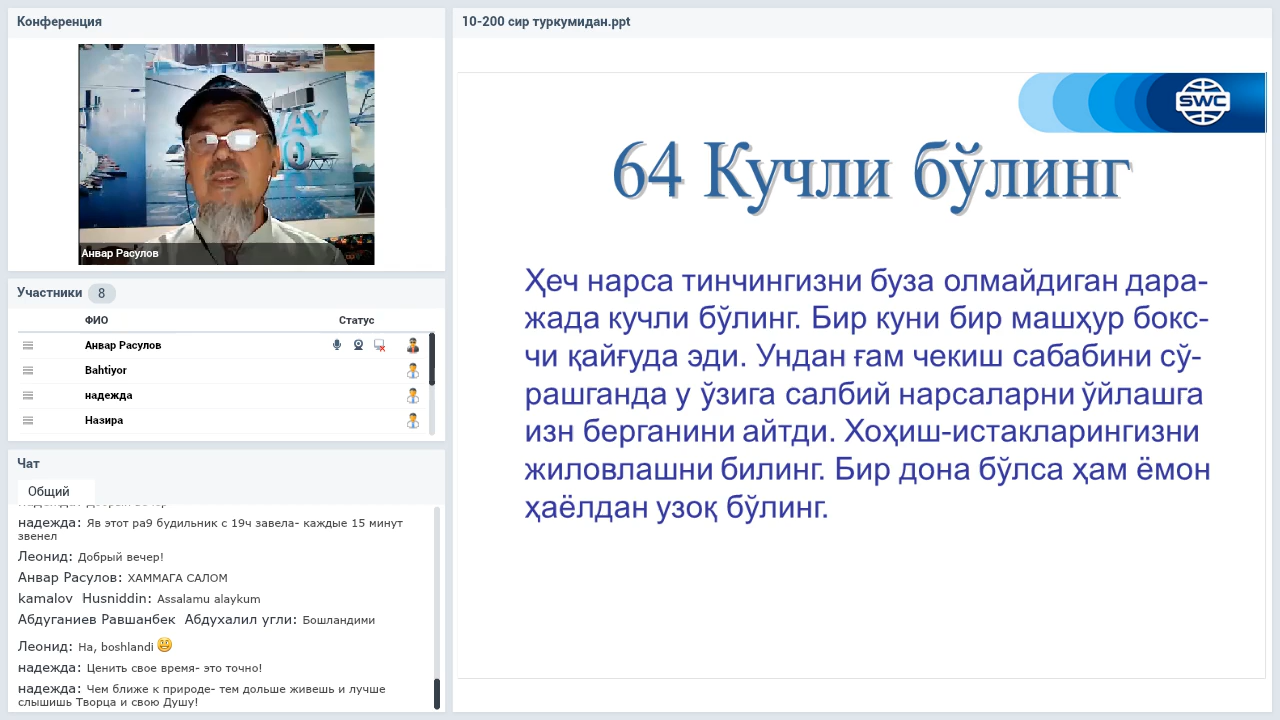 Конференция
Анвар Расулов
Участники 8
ФИО Статус
Анвар Расулов
Bahtiyor
надежда
Назира
Чат
Общий
надежда: Яв этот ра9 будильник с 19ч завела- каждые 15 минут
звенел
Леонид: Добрый вечер!
Анвар Расулов: ХАММАГА САЛОМ
kamalov Husniddin: Assalamu alaykum
Абдуганиев Равшанбек Абдухалил угли: Бошландими
Леонид: На, boshlandi
надежда: Ценить свое время- это точно!
надежда: Чем ближе к природе- тем дольше живешь и лучше
слышишь Творца и свою Душу!
10-200 сир туркумидан.ppt
SWC
64 Кучли бўлинг
Ҳеч нарса тинчингизни буза олмайдиган дара-
жада кучли бўлинг. Бир куни бир машҳур бокс-
чи қайғуда эди. Ундан ғам чекиш сабабини сў-
рашганда у ўзига салбий нарсаларни ўйлашга
изн берганини айтди. Хоҳиш-истакларингизни
жиловлашни билинг. Бир дона бўлса ҳам ёмон
ҳаёлдан узоқ бўлинг.